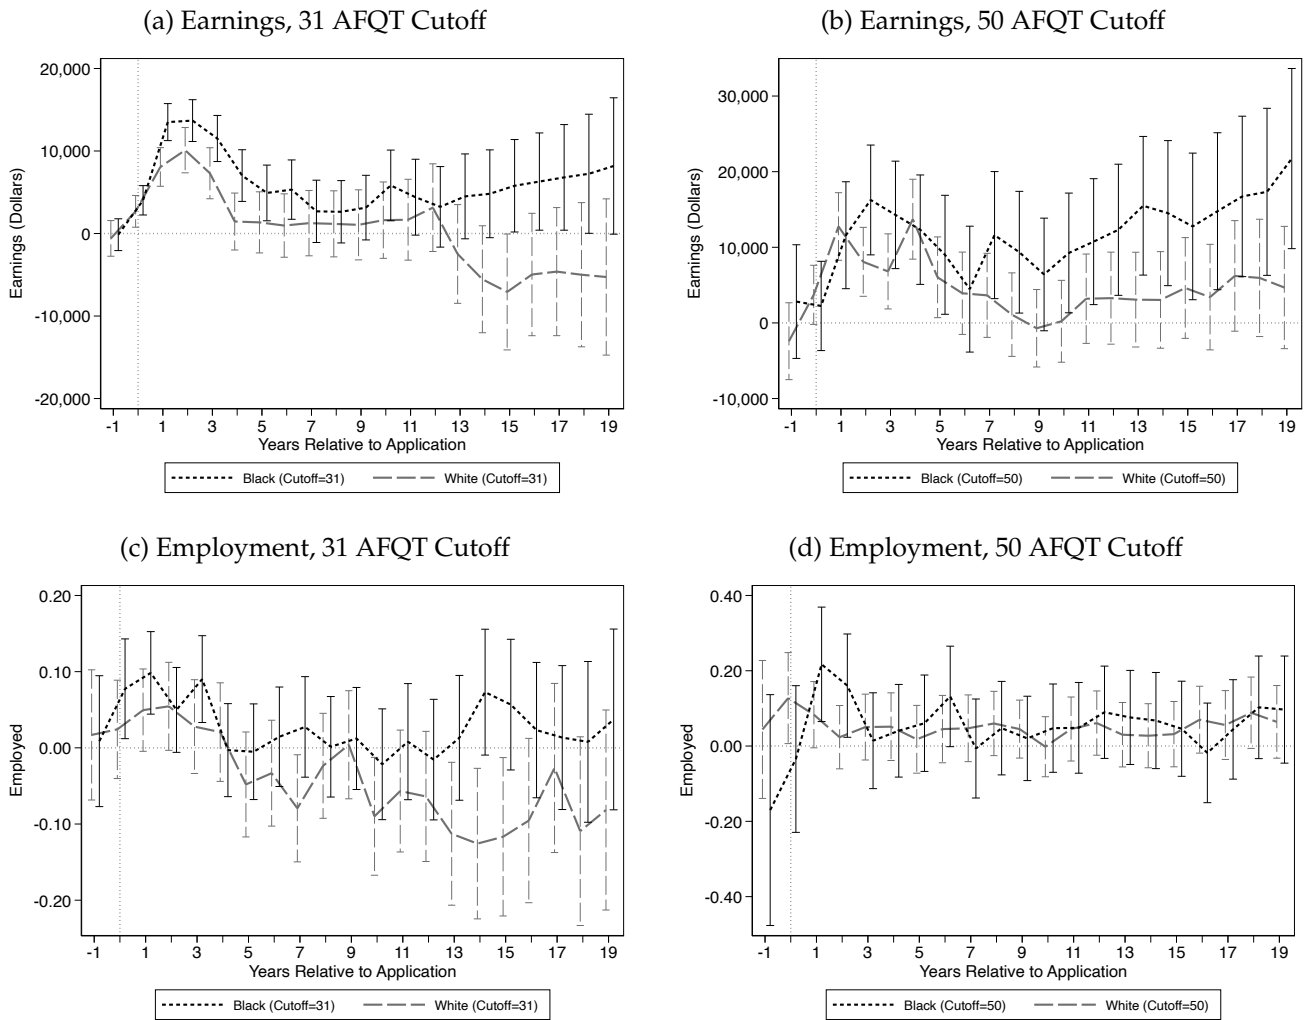 (a) Earnings, 31 AFQT Cutoff
20,000
10,000
0
-10,000
-20,000
Earnings (Dollars)
-1 1 3 5 7 9 11 13 15 17 19
Years Relative to Application
Black (Cutoff=31) White (Cutoff=31)
(b) Earnings, 50 AFQT Cutoff
30,000
20,000
10,000
0
-10,000
Earnings (Dollars)
-1 1 3 5 7 9 11 13 15 17 19
Years Relative to Application
Black (Cutoff=50) White (Cutoff=50)
(c) Employment, 31 AFQT Cutoff
0.20
0.10
0.00
-0.10
-0.20
Employed
-1 1 3 5 7 9 11 13 15 17 19
Years Relative to Application
Black (Cutoff=31) White (Cutoff=31)
(d) Employment, 50 AFQT Cutoff
0.40
0.20
0.00
-0.20
-0.40
Employed
-1 1 3 5 7 9 11 13 15 17 19
Years Relative to Application
Black (Cutoff=50) White (Cutoff=50)